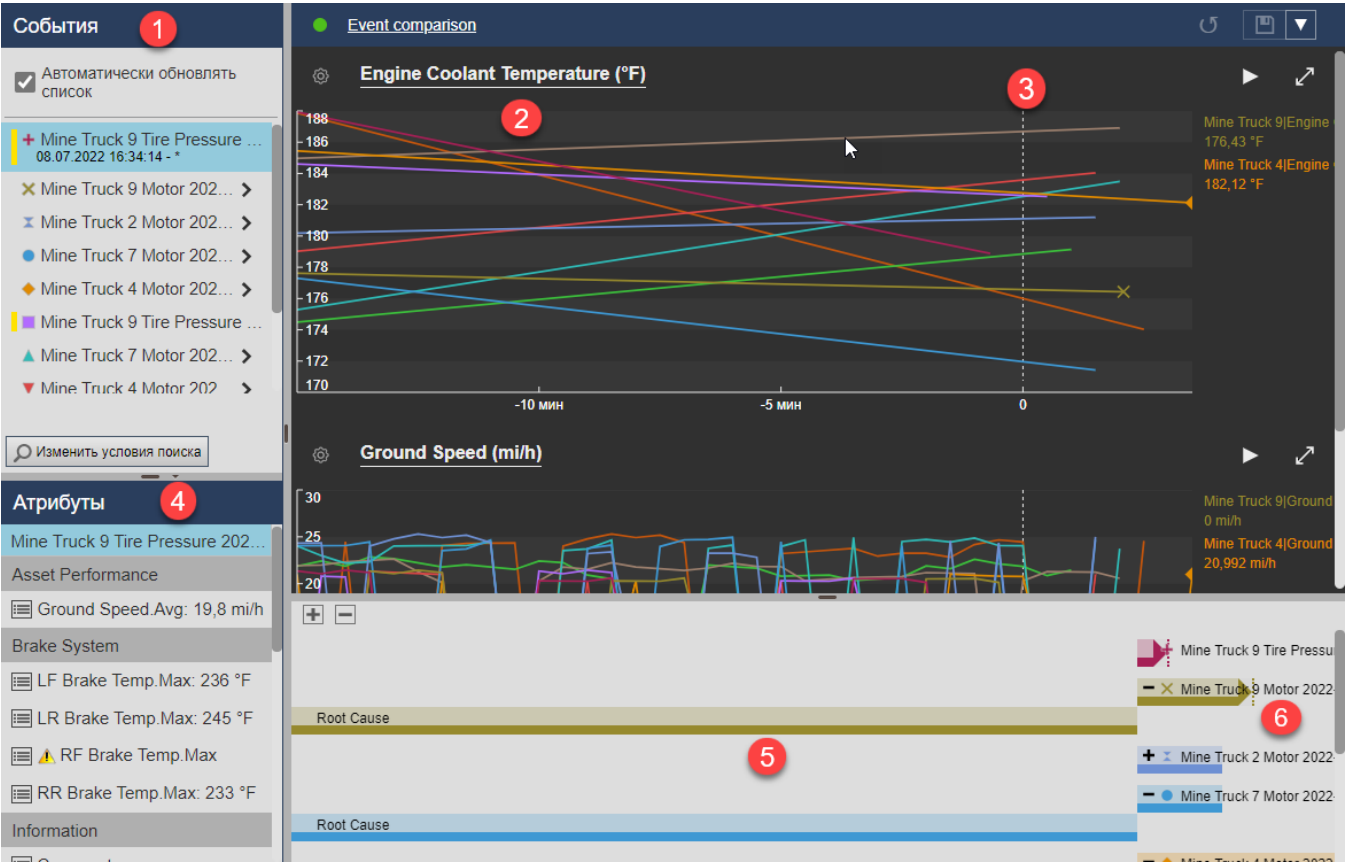 События
1
Автоматически обновлять
список
Mine Truck 9 Tire Pressure ...
08.07.2022 16:34:14 - *
Mine Truck 9 Motor 202...
Mine Truck 2 Motor 202...
Mine Truck 7 Motor 202...
Mine Truck 4 Motor 202...
Mine Truck 9 Tire Pressure ...
Mine Truck 7 Motor 202...
Mine Truck 4 Motor 202
Изменить условия поиска
Атрибуты
4
Mine Truck 9 Tire Pressure 202...
Asset Performance
Ground Speed.Avg: 19,8 mi/h
Brake System
LF Brake Temp.Max: 236 °F
LR Brake Temp.Max: 245 °F
RF Brake Temp.Max
RR Brake Temp.Max: 233 °F
Information
Event comparison
Engine Coolant Temperature (°F)
2
3
188
186
184
182
180
178
176
174
172
170
-10 мин
-5 мин
0
Mine Truck 9|Engine
176,43 °F
Mine Truck 4|Engine
182,12 °F
Ground Speed (mi/h)
30
25
20
Mine Truck 9|Ground
0 mi/h
Mine Truck 4|Ground
20,992 mi/h
Mine Truck 9 Tire Pressu
Mine Truck 9 Motor 2022-
6
Root Cause
5
Mine Truck 2 Motor 2022-
Mine Truck 7 Motor 2022-
Root Cause
Mine Truck 4 Motor 2022